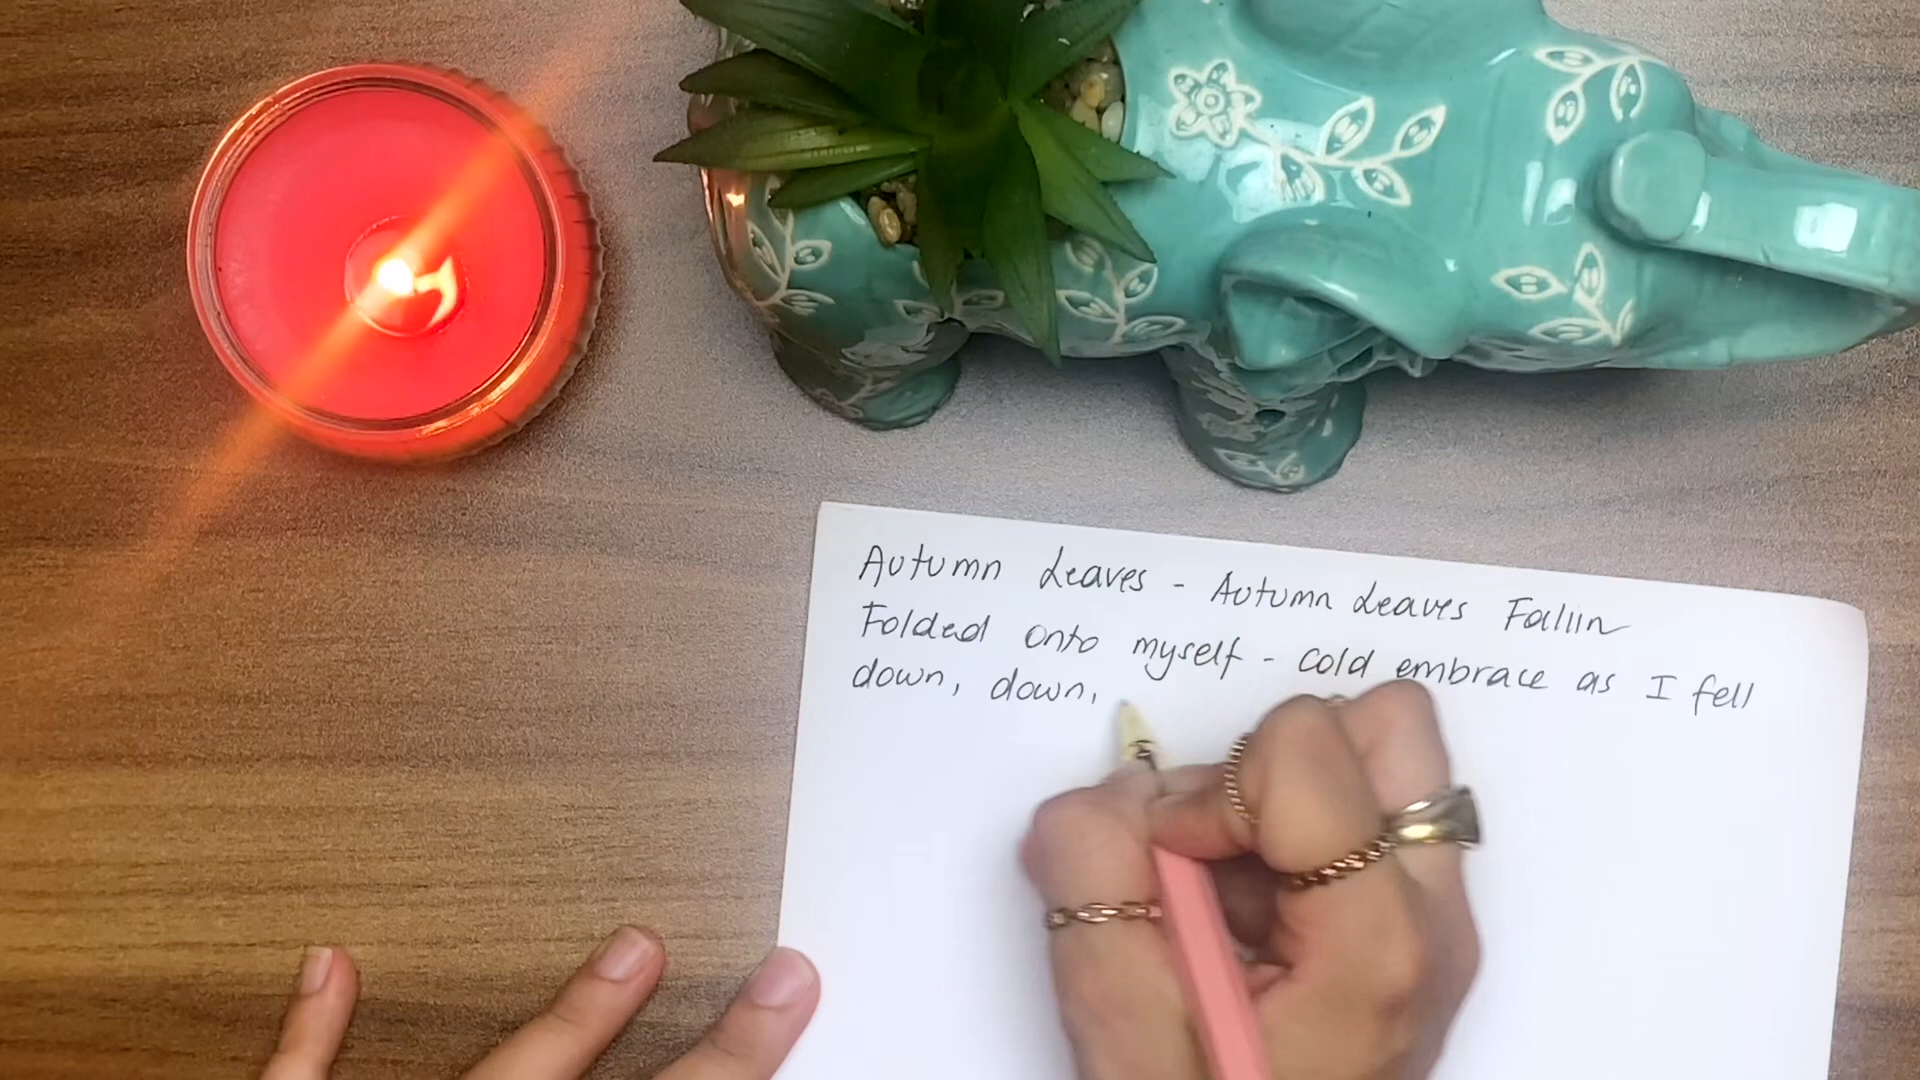 Autumn Leaves - Autumn Leaves Fallin
Folded onto myself - cold embrace as I fell
down, down,